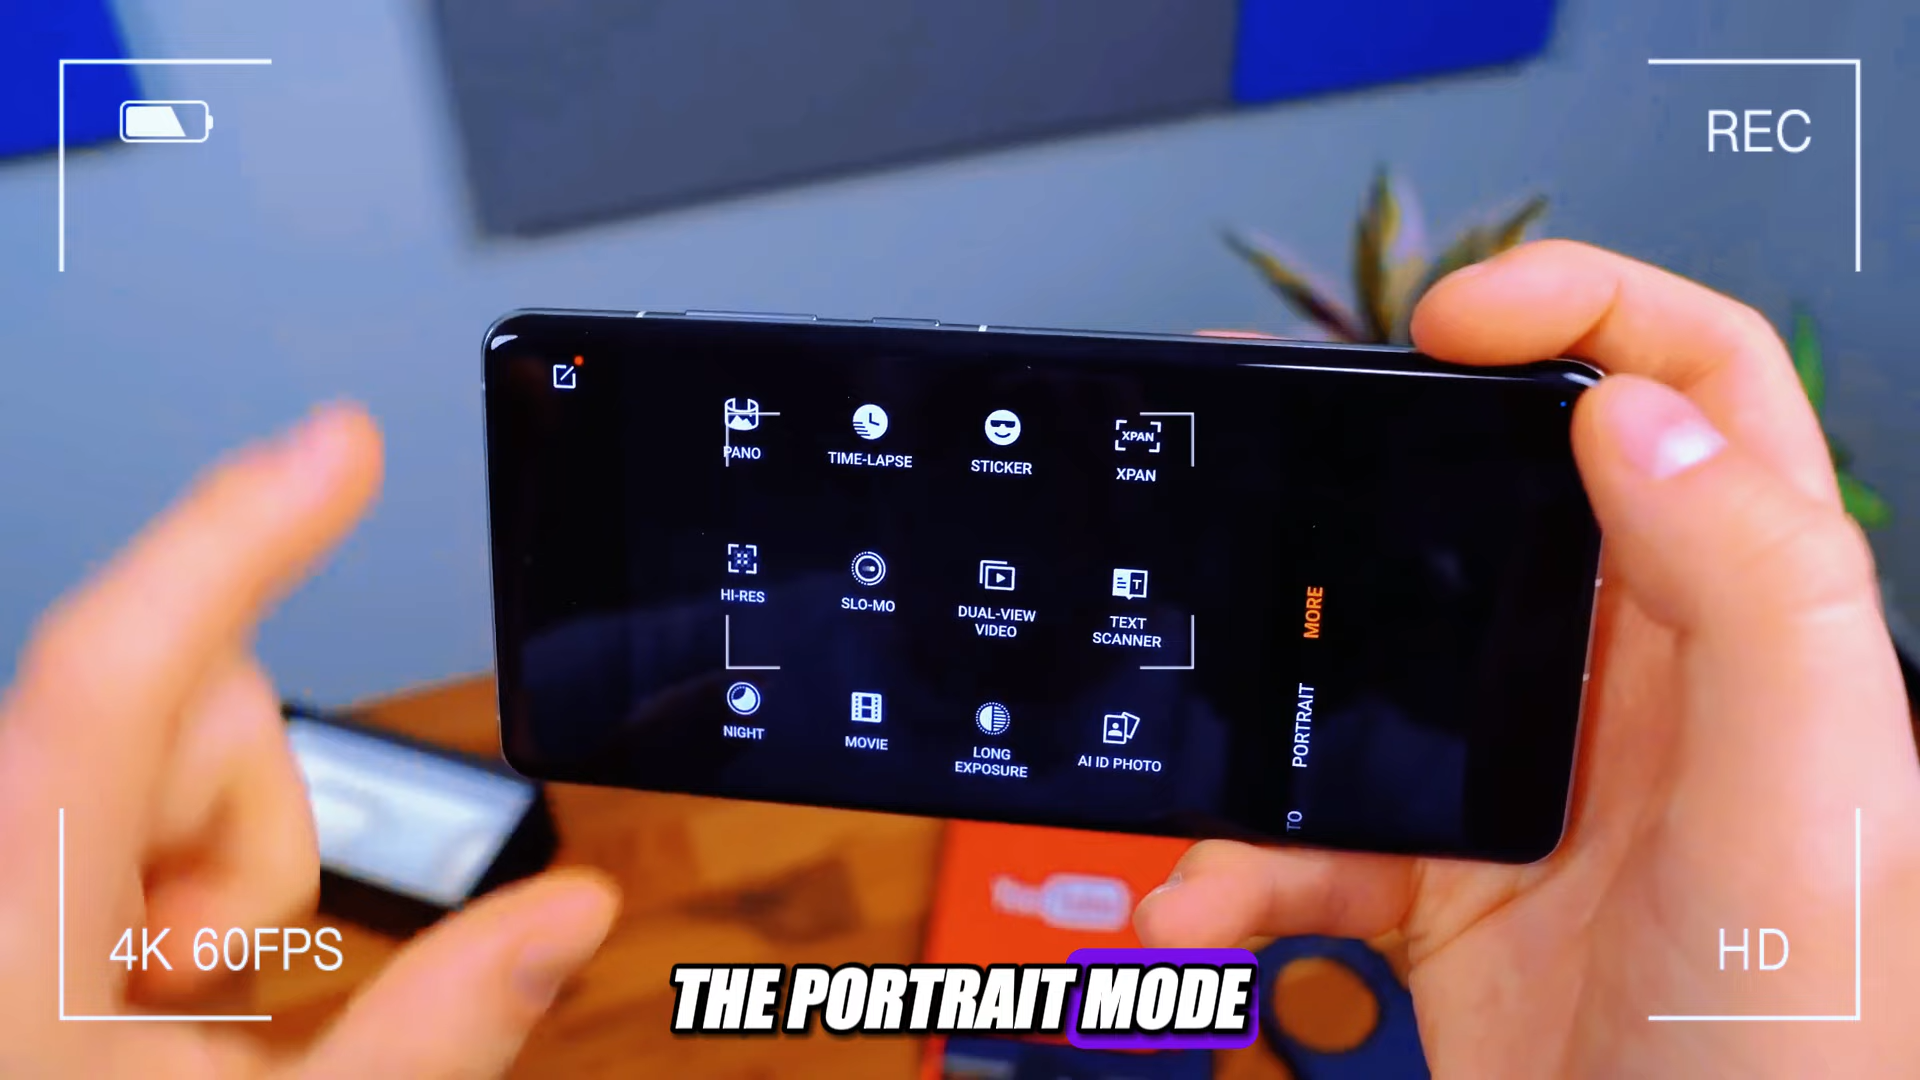 REC
PANO
TIME-LAPSE
STICKER
XPAN
XPAN
HI-RES
SLO-MO
DUAL-VIEW
VIDEO
TEXT
SCANNER
MORE
NIGHT
MOVIE
LONG
EXPOSURE
AI ID PHOTO
PORTRAIT
TO
4K 60FPS
HD
THE PORTRAIT MODE